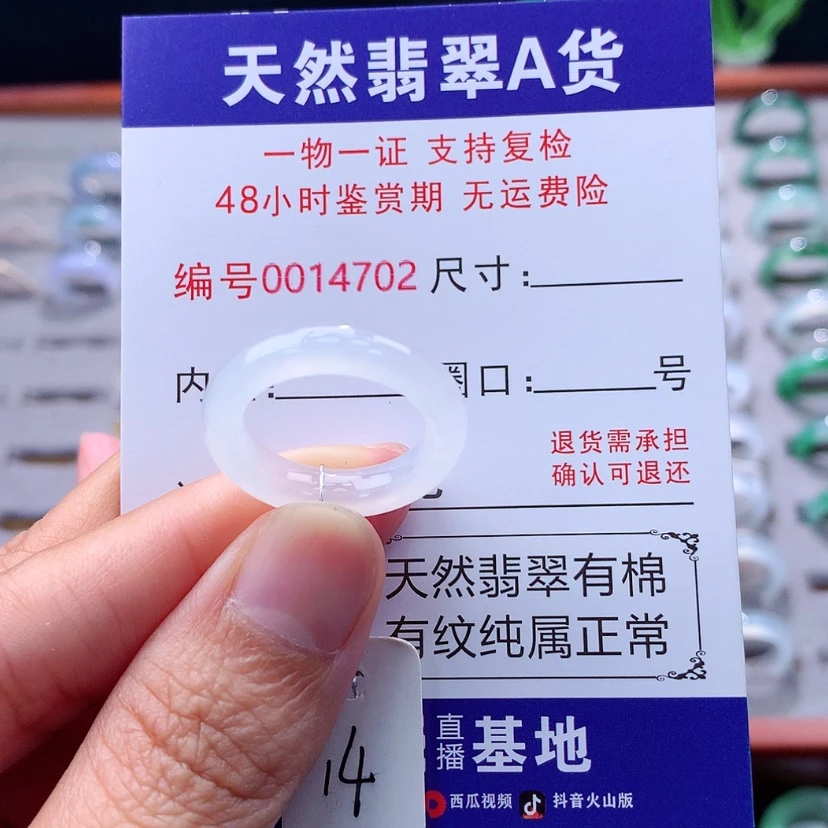 天然翡翠A货
一物一证 支持复检
48小时鉴赏期 无运费险
编号0014702 尺寸:
内 圈口: 号
退货需承担
确认可退还
天然翡翠有棉
有纹纯属正常
直播基地
西瓜视频 抖音火山版
14